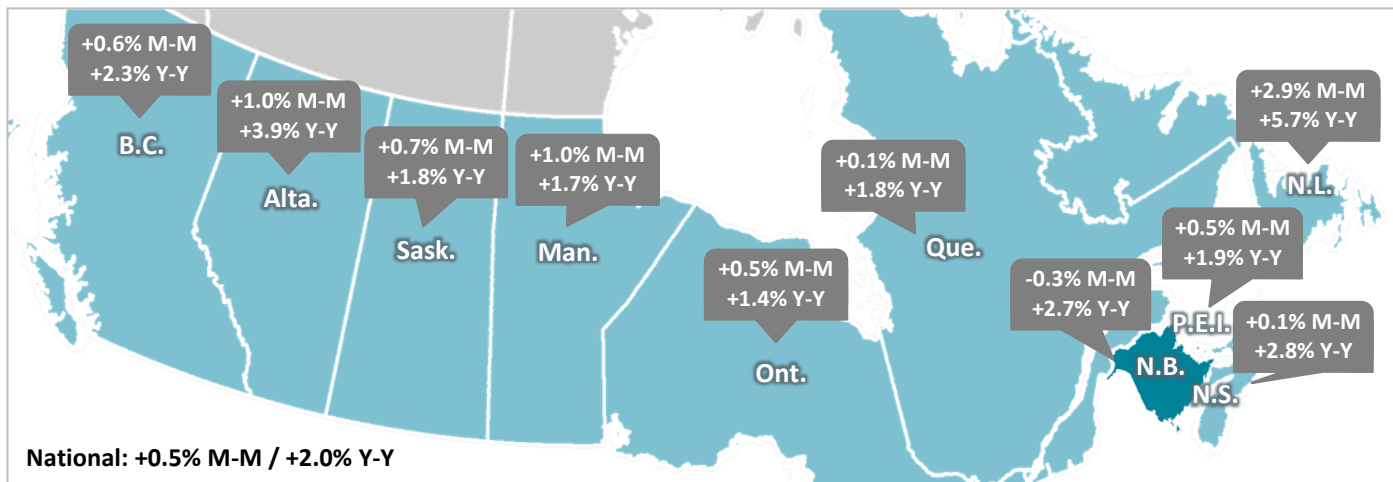 +0.6% M-M
+2.3% Y-Y
B.C.
+1.0% M-M
+3.9% Y-Y
Alta.
+0.7% M-M
+1.8% Y-Y
Sask.
+1.0% M-M
+1.7% Y-Y
Man.
+0.5% M-M
+1.4% Y-Y
Ont.
+0.1% M-M
+1.8% Y-Y
Que.
+2.9% M-M
+5.7% Y-Y
N.L.
+0.5% M-M
+1.9% Y-Y
P.E.I.
-0.3% M-M
+2.7% Y-Y
N.B.
+0.1% M-M
+2.8% Y-Y
N.S.
National: +0.5% M-M / +2.0% Y-Y